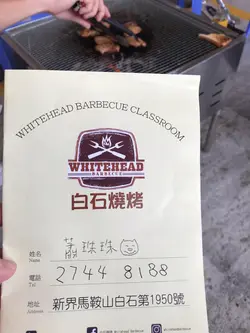 WHITEHEAD BARBECUE CLASSROOM
WHITEHEAD
BARBECUE
白石燒烤
姓名
Name
珠珠
電話
Tel
2744 8188
地址
Address
新界馬鞍山白石第1950號